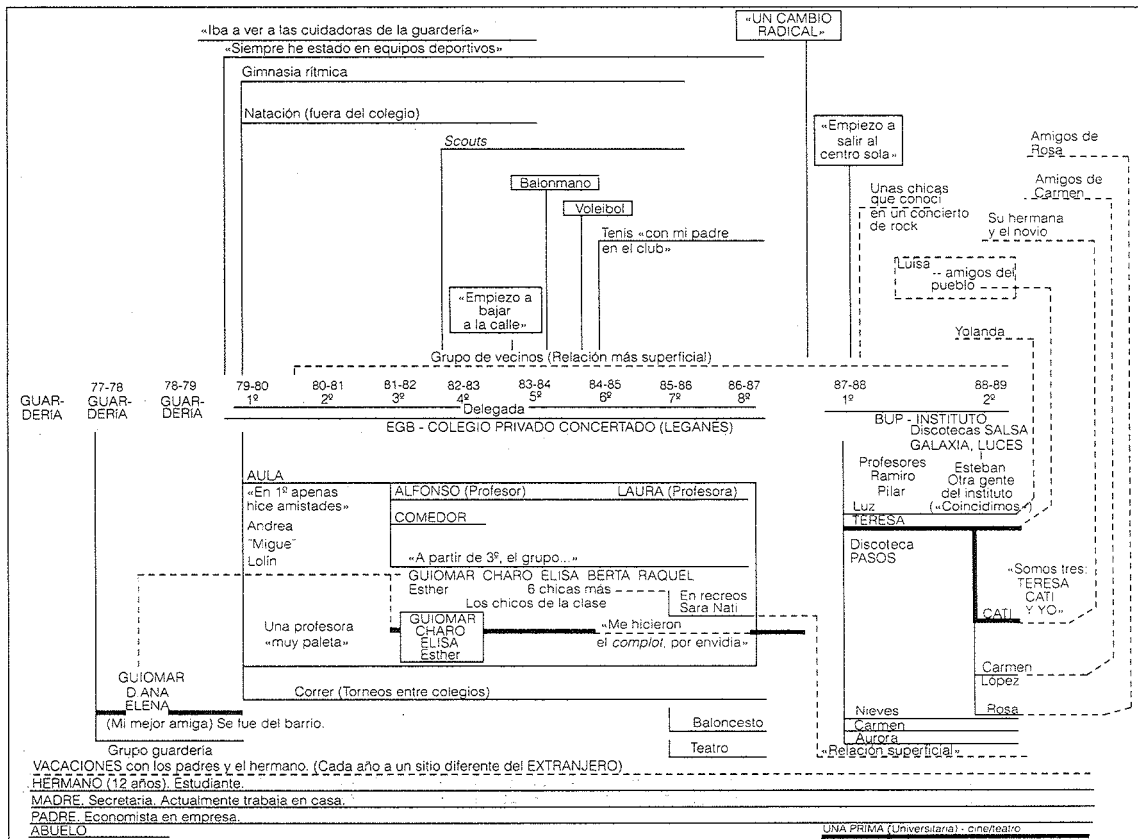 «UN CAMBIO
RADICAL»
«Iba a ver a las cuidadoras de la guardería»
«Siempre he estado en equipos deportivos»
Gimnasia rítmica
Natación (fuera del colegio)
Scouts
Balonmano
Voleibol
Tenis «con mi padre
en el club»
«Empiezo a
bajar
a la calle»
Grupo de vecinos (Relación más superficial)
«Empiezo a
salir al
centro sola»
Amigos de
Rosa
Amigos de
Carmen
Unas chicas
que conocí
en un concierto
de rock
Su hermana
y el novio
Luisa
-- amigos del
pueblo
Yolanda
77-78 78-79 79-80 80-81 81-82 82-83 83-84 84-85 85-86 86-87 87-88 88-89
GUAR-
DERIA
GUAR-
DERIA
GUAR-
DERIA
1º 2º 3º 4º 5º 6º 7º 8º 1º 2º
Delegada
EGB - COLEGIO PRIVADO CONCERTADO (LEGANÉS)
BUP - INSTITUTO
Discotecas SALSA
GALAXIA, LUCES
AULA
«En 1º apenas
hice amistades»
Andrea
"Migue"
Lolín
ALFONSO (Profesor) LAURA (Profesora)
COMEDOR
«A partir de 3º, el grupo...»
GUIOMAR CHARO ELISA BERTA RAQUEL
Esther 6 chicas más
Los chicos de la clase
En recreos
Sara Nati
Una profesora
«muy paleta»
GUIOMAR
CHARO
ELISA
Esther
«Me hicieron
el complot, por envidia»
Profesores
Ramiro
Pilar
Esteban
Otra gente
del instituto
(«Coincidimos»)
Luz
TERESA
Discoteca
PASOS
«Somos tres:
TERESA
CATI
Y YO»
CATI
Carmen
López
Rosa
GUIOMAR
D.ANA
ELENA
(Mi mejor amiga) Se fue del barrio.
Grupo guardería
Correr (Torneos entre colegios)
Baloncesto
Teatro
Nieves
Carmen
Aurora
«Relación superficial»
VACACIONES con los padres y el hermano. (Cada año a un sitio diferente del EXTRANJERO)
HERMANO (12 años). Estudiante.
MADRE. Secretaria. Actualmente trabaja en casa.
PADRE. Economista en empresa.
ABUELO
UNA PRIMA (Universitaria) - cine/teatro